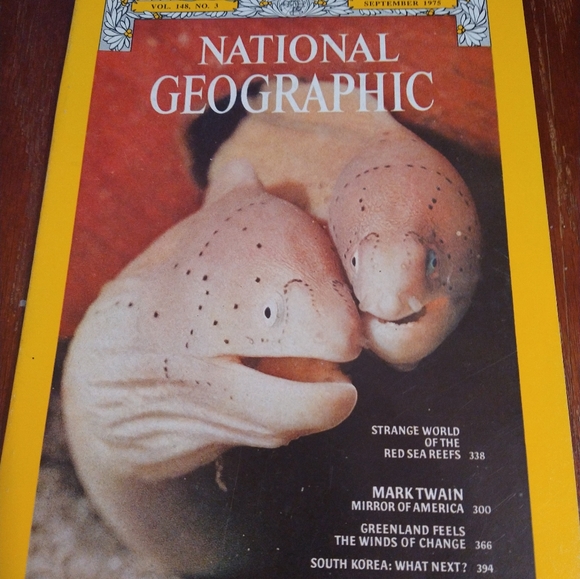 VOL. 148, NO. 3
SEPTEMBER 1975
NATIONAL
GEOGRAPHIC
STRANGE WORLD
OF THE
RED SEA REEFS 338
MARK TWAIN
MIRROR OF AMERICA 300
GREENLAND FEELS
THE WINDS OF CHANGE 366
SOUTH KOREA: WHAT NEXT? 394